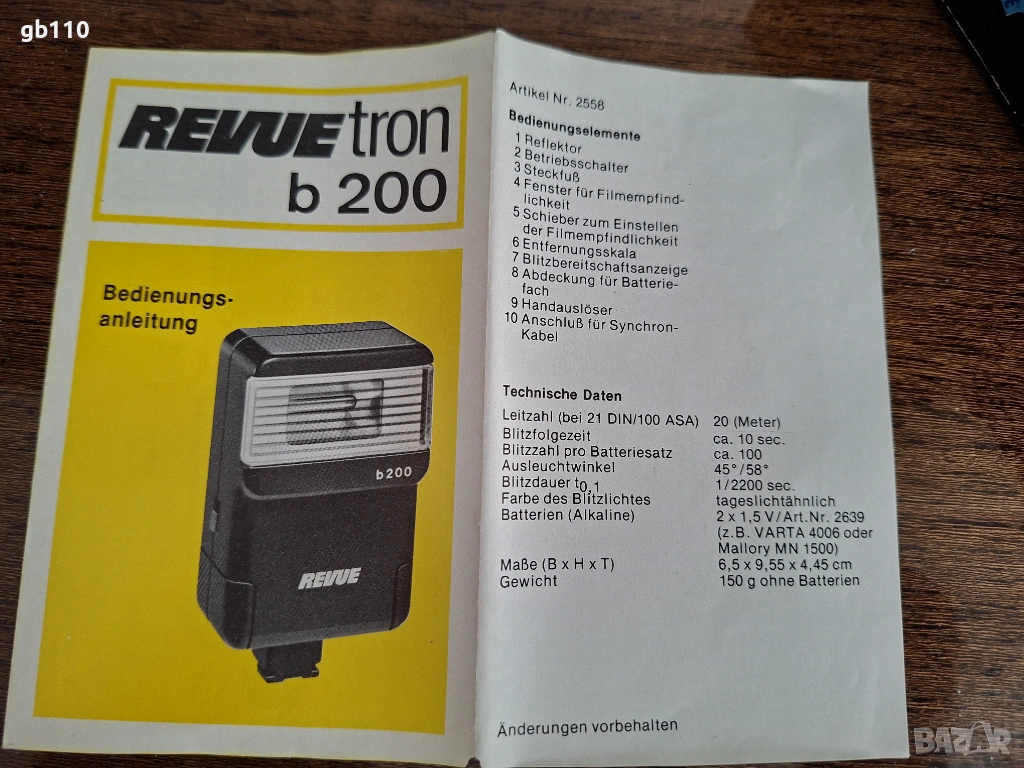 gb110
REVUEtron
b 200
Bedienungs-
anleitung
b200
REVUE
Artikel Nr. 2558
Bedienungselemente
1 Reflektor
2 Betriebsschalter
3 Steckfuß
4 Fenster für Filmempfind-
lichkeit
5 Schieber zum Einstellen
der Filmempfindlichkeit
6 Entfernungsskala
7 Blitzbereitschaftsanzeige
8 Abdeckung für Batterie-
fach
9 Handauslöser
10 Anschluß für Synchron-
Kabel
Technische Daten
Leitzahl (bei 21 DIN/100 ASA) 20 (Meter)
Blitzfolgezeit ca. 10 sec.
Blitzzahl pro Batteriesatz ca. 100
Ausleuchtwinkel 45°/58°
Blitzdauer t0,1 1/2200 sec.
Farbe des Blitzlichtes tageslichtähnlich
Batterien (Alkaline) 2 x 1,5 V/Art.Nr. 2639
(z.B. VARTA 4006 oder
Mallory MN 1500)
Maße (B x H x T) 6,5 x 9,55 x 4,45 cm
Gewicht 150 g ohne Batterien
Änderungen vorbehalten
BAZAR